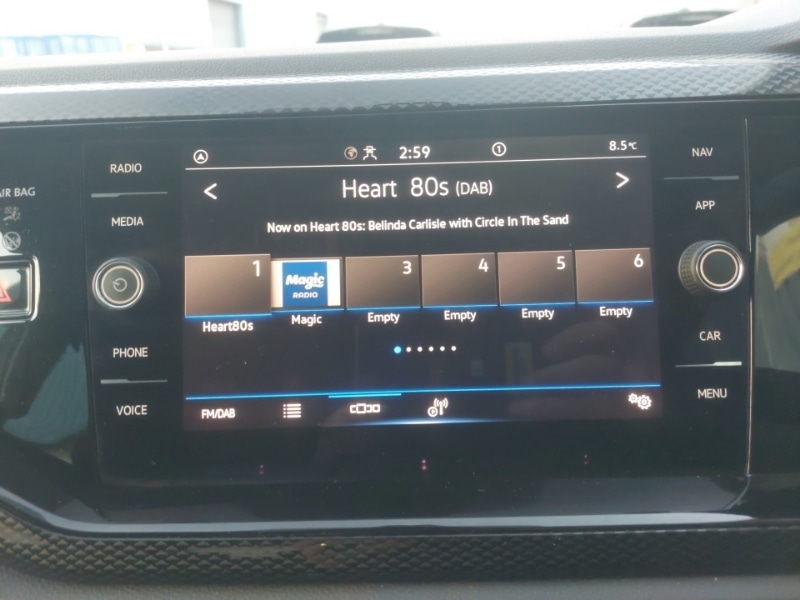 RADIO
MEDIA
PHONE
VOICE
AIR BAG
2:59
1
8.5°C
< Heart 80s (DAB) >
Now on Heart 80s: Belinda Carlisle with Circle In The Sand
1 3 4 5 6
Magic
RADIO
Heart80s Magic Empty Empty Empty Empty
FM/DAB
NAV
APP
CAR
MENU